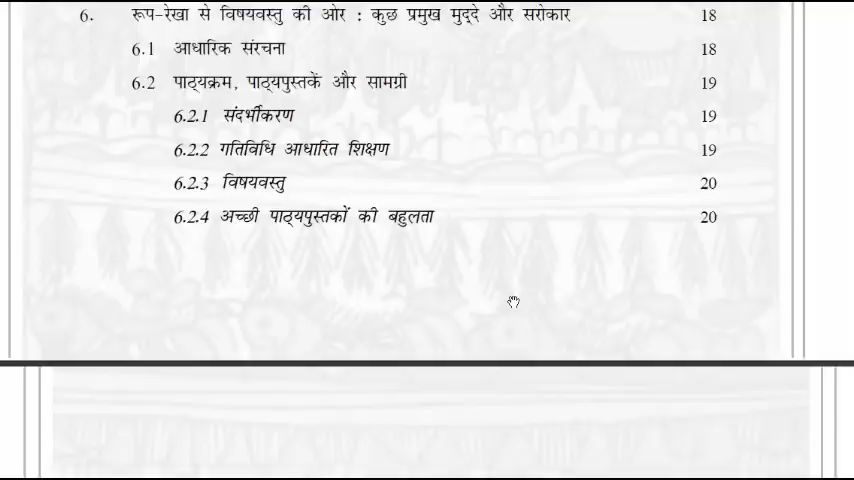 6. रूप-रेखा से विषयवस्तु की ओर : कुछ प्रमुख मुद्दे और सरोकार 18
6.1 आधारिक संरचना 18
6.2 पाठ्यक्रम, पाठ्यपुस्तकें और सामग्री 19
6.2.1 संदर्भीकरण 19
6.2.2 गतिविधि आधारित शिक्षण 19
6.2.3 विषयवस्तु 20
6.2.4 अच्छी पाठ्यपुस्तकों की बहुलता 20